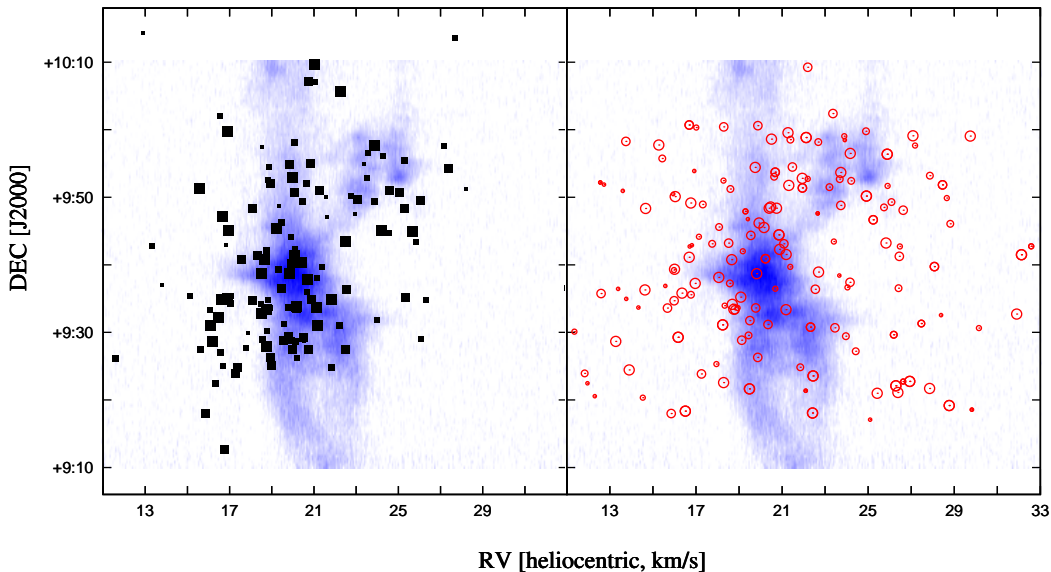 +10:10
+9:50
+9:30
+9:10
DEC [J2000]
13 17 21 25 29 13 17 21 25 29 33
RV [heliocentric, km/s]